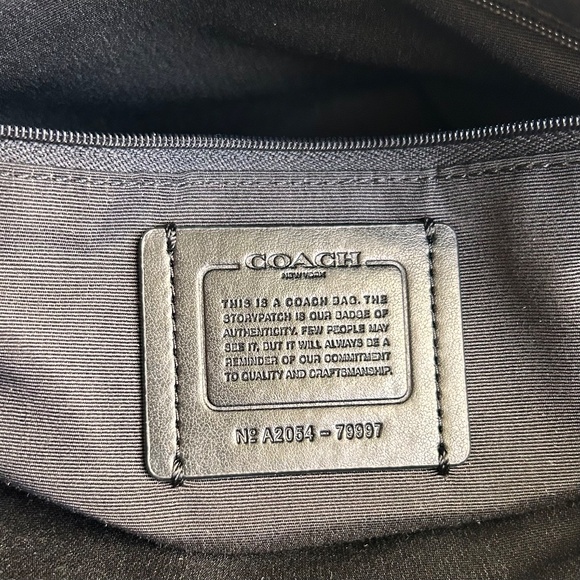 COACH
NEW YORK
THIS IS A COACH BAG. THE
STORYPATCH IS OUR BADGE OF
AUTHENTICITY. FEW PEOPLE MAY
SEE IT, BUT IT WILL ALWAYS BE A
REMINDER OF OUR COMMITMENT
TO QUALITY AND CRAFTSMANSHIP.
Nº A2054 - 79997